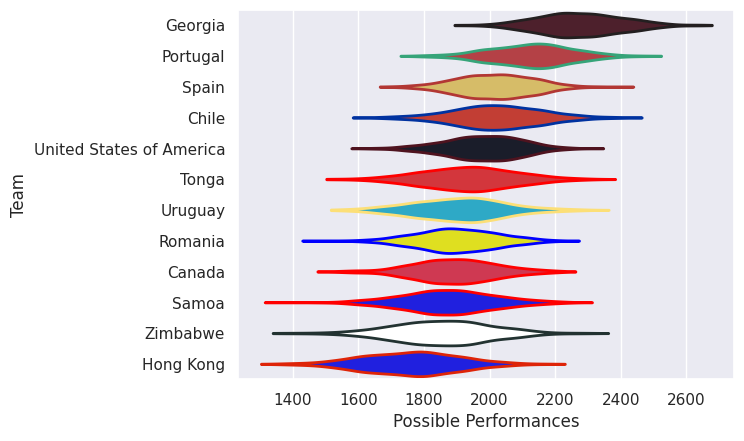 Georgia
Portugal
Spain
Chile
United States of America
Tonga
Uruguay
Romania
Canada
Samoa
Zimbabwe
Hong Kong
Team
1400 1600 1800 2000 2200 2400 2600
Possible Performances